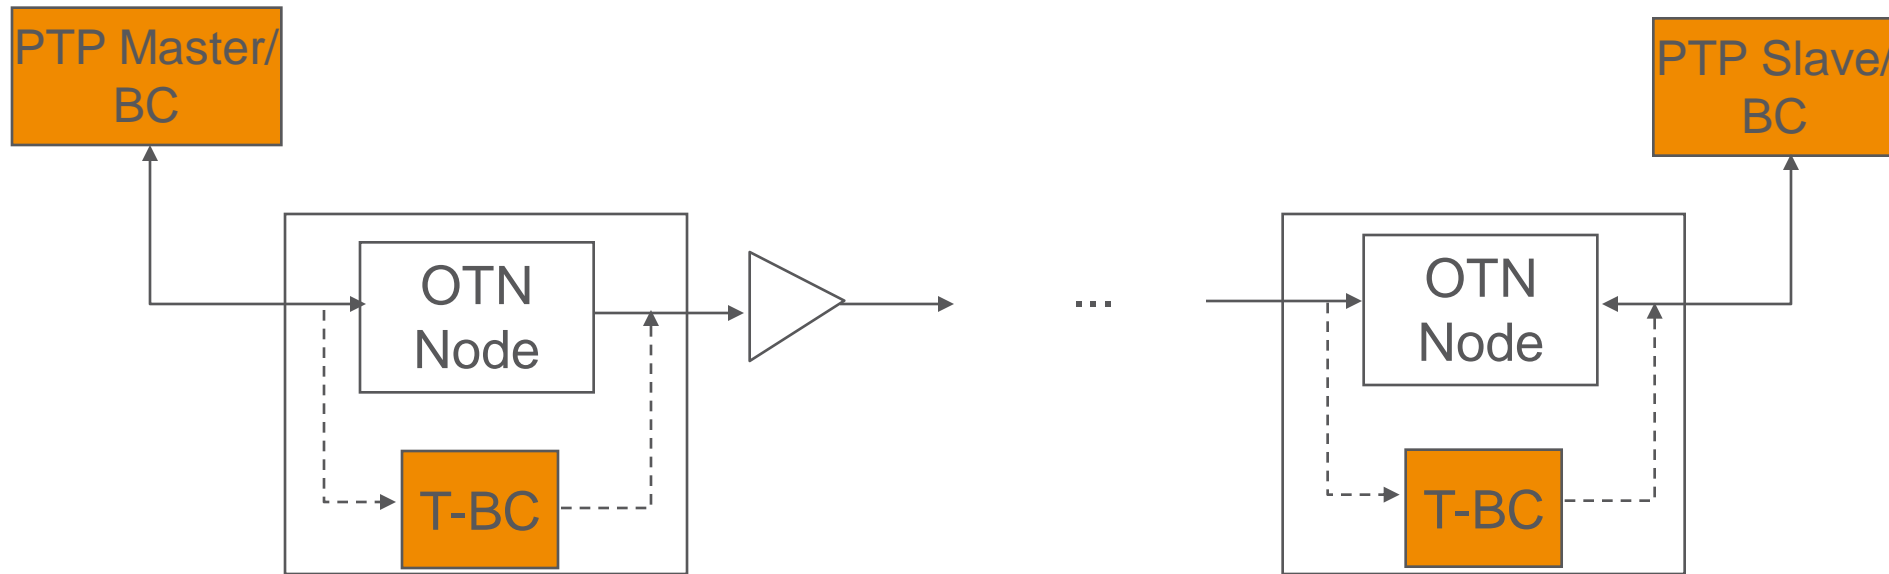 PTP Master/
BC
PTP Slave/
BC
OTN
Node
...
OTN
Node
T-BC
T-BC